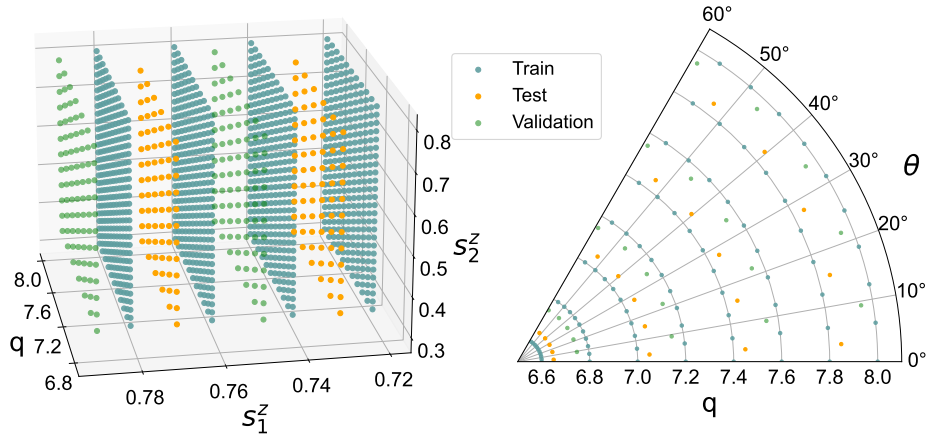 Train
Test
Validation
0.8
0.7
0.6
0.5
0.4
0.3
s₂ᶻ
8.0
7.6
7.2
6.8
q
0.78
0.76
0.74
0.72
s₁ᶻ
60°
50°
40°
30°
20°
10°
0°
θ
6.6 6.8 7.0 7.2 7.4 7.6 7.8 8.0
q